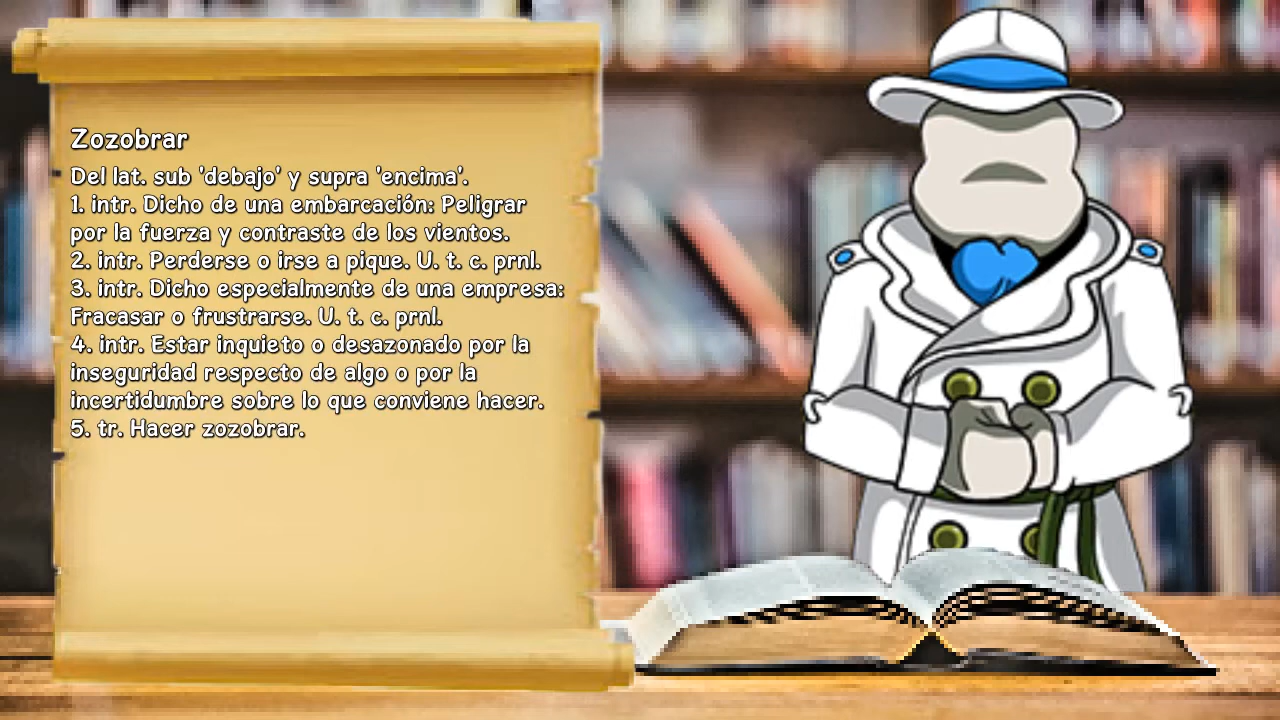 Zozobrar
Del lat. sub 'debajo' y supra 'encima'.
1. intr. Dicho de una embarcación: Peligrar
por la fuerza y contraste de los vientos.
2. intr. Perderse o irse a pique. U. t. c. prnl.
3. intr. Dicho especialmente de una empresa:
Fracasar o frustrarse. U. t. c. prnl.
4. intr. Estar inquieto o desazonado por la
inseguridad respecto de algo o por la
incertidumbre sobre lo que conviene hacer.
5. tr. Hacer zozobrar.